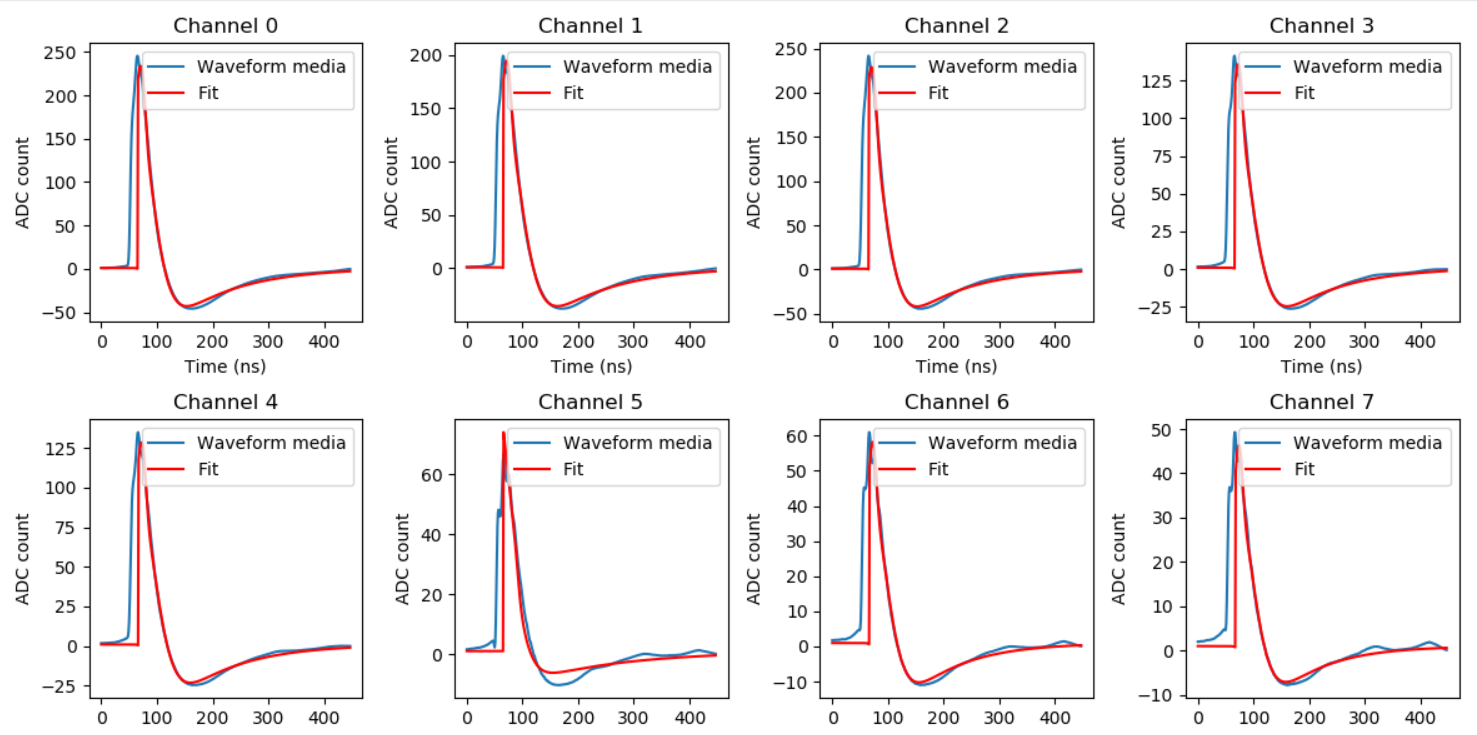 Channel 0
Channel 1
Channel 2
Channel 3
250
200
150
100
50
0
−50
ADC count
Waveform media
Fit
0 100 200 300 400
Time (ns)
200
150
100
50
0
ADC count
Waveform media
Fit
0 100 200 300 400
Time (ns)
250
200
150
100
50
0
−50
ADC count
Waveform media
Fit
0 100 200 300 400
Time (ns)
125
100
75
50
25
0
−25
ADC count
Waveform media
Fit
0 100 200 300 400
Time (ns)
Channel 4
Channel 5
Channel 6
Channel 7
125
100
75
50
25
0
−25
ADC count
Waveform media
Fit
0 100 200 300 400
60
40
20
0
ADC count
Waveform media
Fit
0 100 200 300 400
60
50
40
30
20
10
0
−10
ADC count
Waveform media
Fit
0 100 200 300 400
50
40
30
20
10
0
−10
ADC count
Waveform media
Fit
0 100 200 300 400